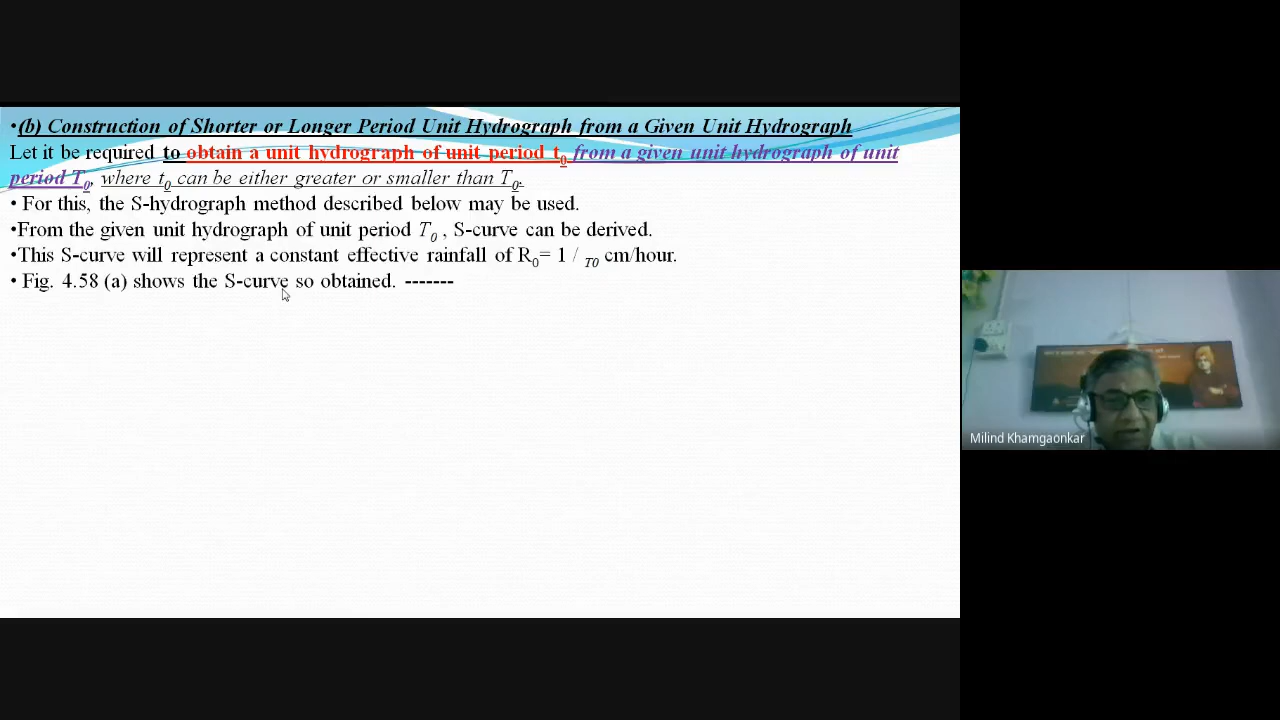 •(b) Construction of Shorter or Longer Period Unit Hydrograph from a Given Unit Hydrograph
Let it be required to obtain a unit hydrograph of unit period t0 from a given unit hydrograph of unit
period T0, where t0 can be either greater or smaller than T0.
• For this, the S-hydrograph method described below may be used.
•From the given unit hydrograph of unit period T0 , S-curve can be derived.
•This S-curve will represent a constant effective rainfall of R0= 1 / T0 cm/hour.
• Fig. 4.58 (a) shows the S-curve so obtained. -------
Milind Khamgaonkar